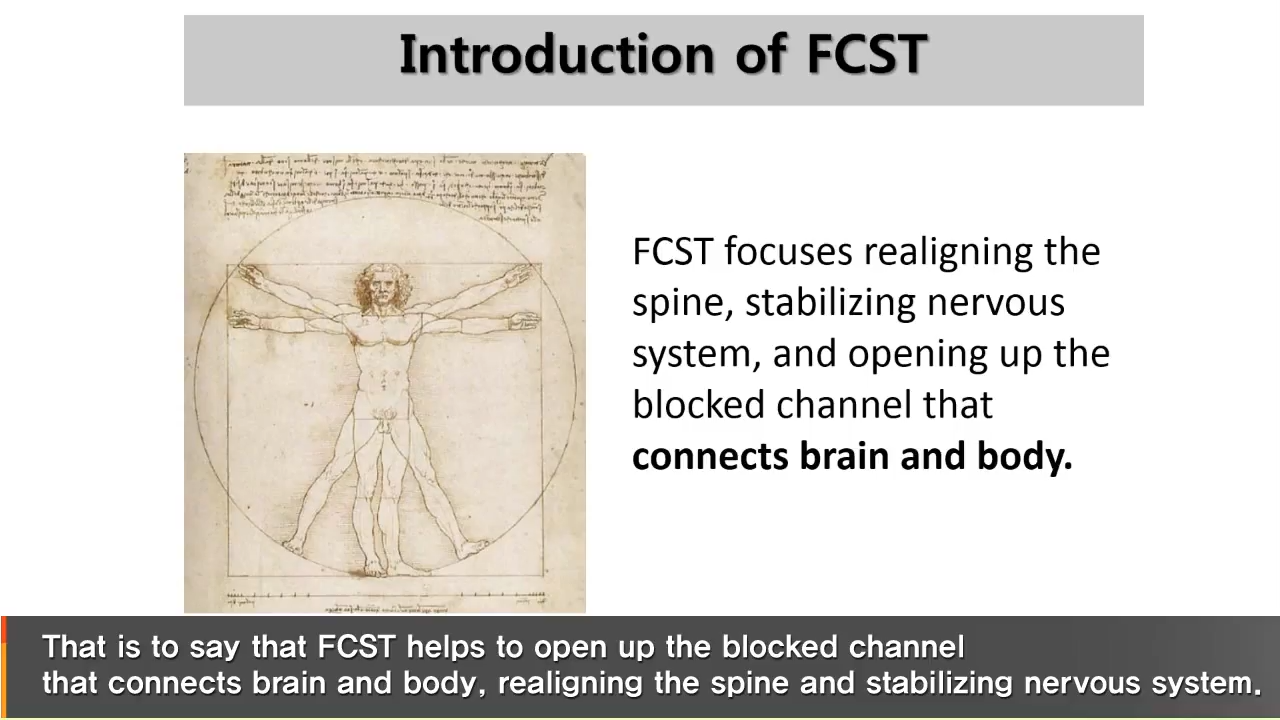 Introduction of FCST
FCST focuses realigning the
spine, stabilizing nervous
system, and opening up the
blocked channel that
connects brain and body.
That is to say that FCST helps to open up the blocked channel
that connects brain and body, realigning the spine and stabilizing nervous system.